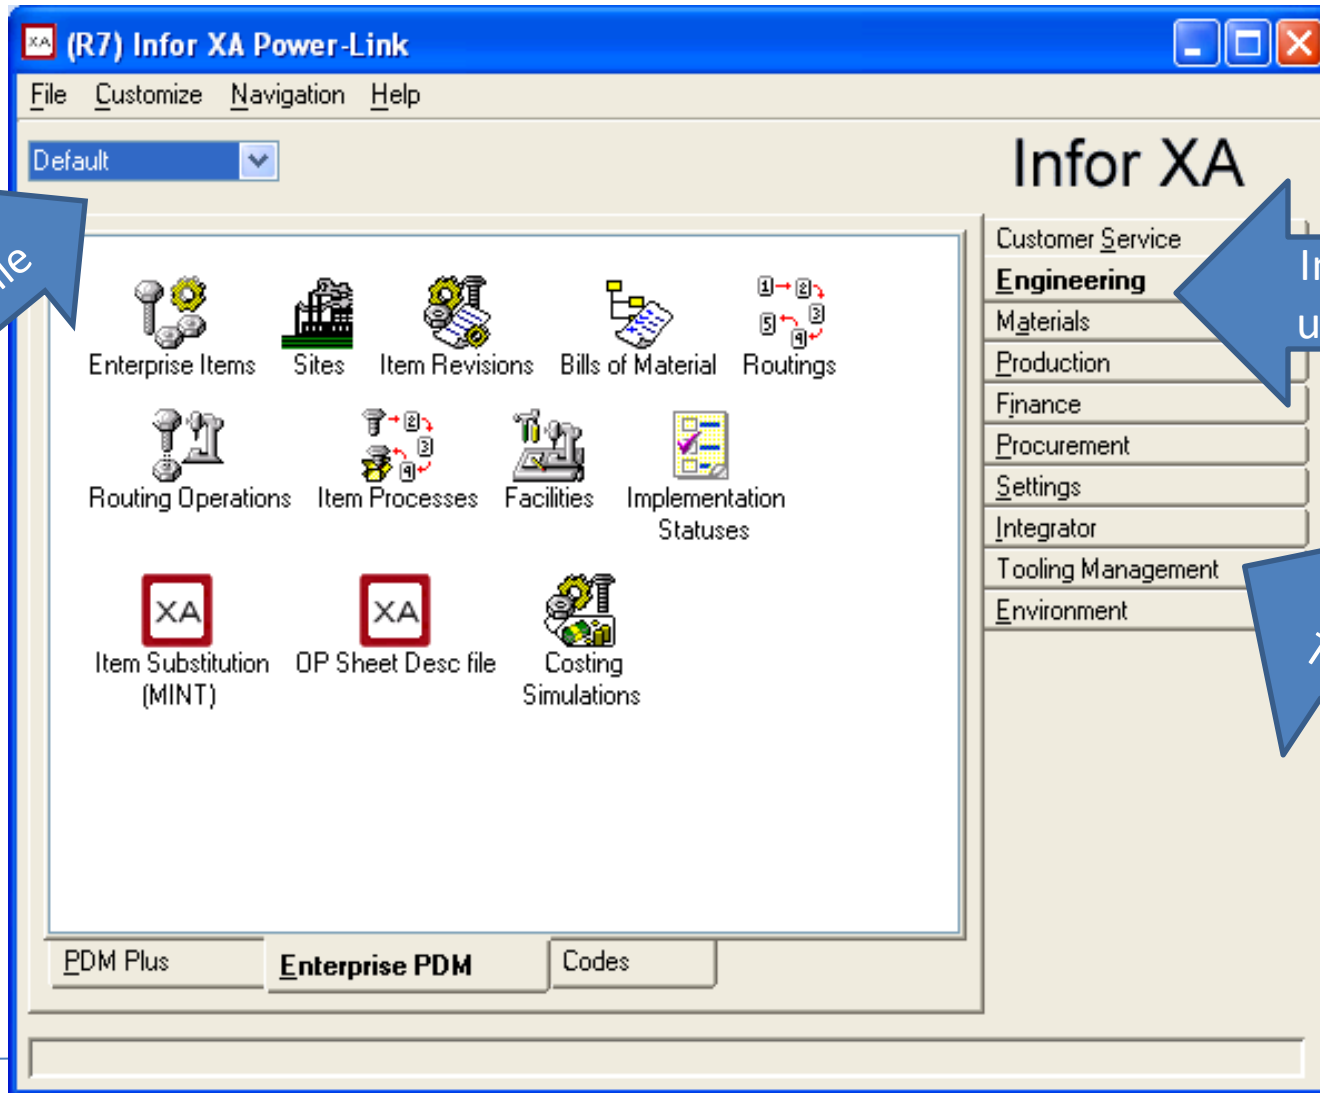 XA (R7) Infor XA Power-Link
File Customize Navigation Help
Default
Infor XA
Customer Service
Engineering
Materials
Production
Finance
Procurement
Settings
Integrator
Tooling Management
Environment
Enterprise Items Sites Item Revisions Bills of Material Routings
Routing Operations Item Processes Facilities Implementation
Statuses
XA XA
Item Substitution OP Sheet Desc file Costing
(MINT) Simulations
PDM Plus Enterprise PDM Codes